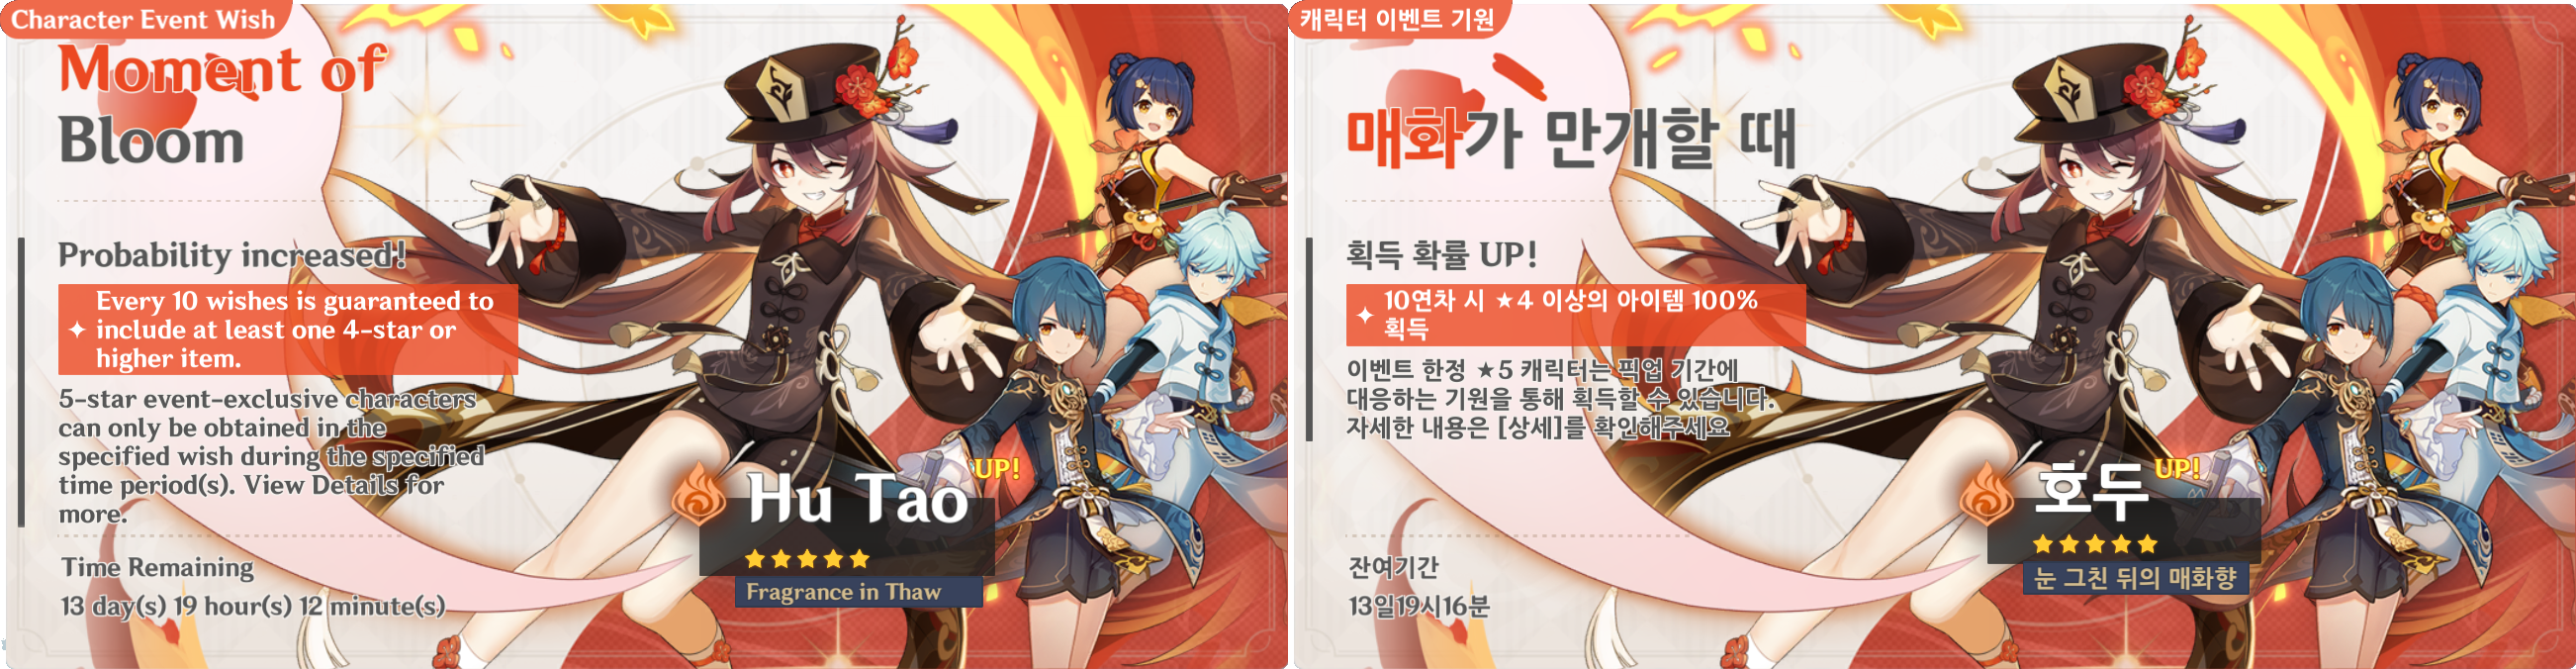 Character Event Wish
Moment of
Bloom
Probability increased!
Every 10 wishes is guaranteed to
include at least one 4-star or
higher item.
5-star event-exclusive characters
can only be obtained in the
specified wish during the specified
time period(s). View Details for
more.
Time Remaining
13 day(s) 19 hour(s) 12 minute(s)
Hu Tao UP!
Fragrance in Thaw
캐릭터 이벤트 기원
매화가 만개할 때
획득 확률 UP!
10연차 시 ★4 이상의 아이템 100%
획득
이벤트 한정 ★5 캐릭터는 픽업 기간에
대응하는 기원을 통해 획득할 수 있습니다.
자세한 내용은 [상세]를 확인해주세요
잔여기간
13일19시16분
호두 UP!
눈 그친 뒤의 매화향